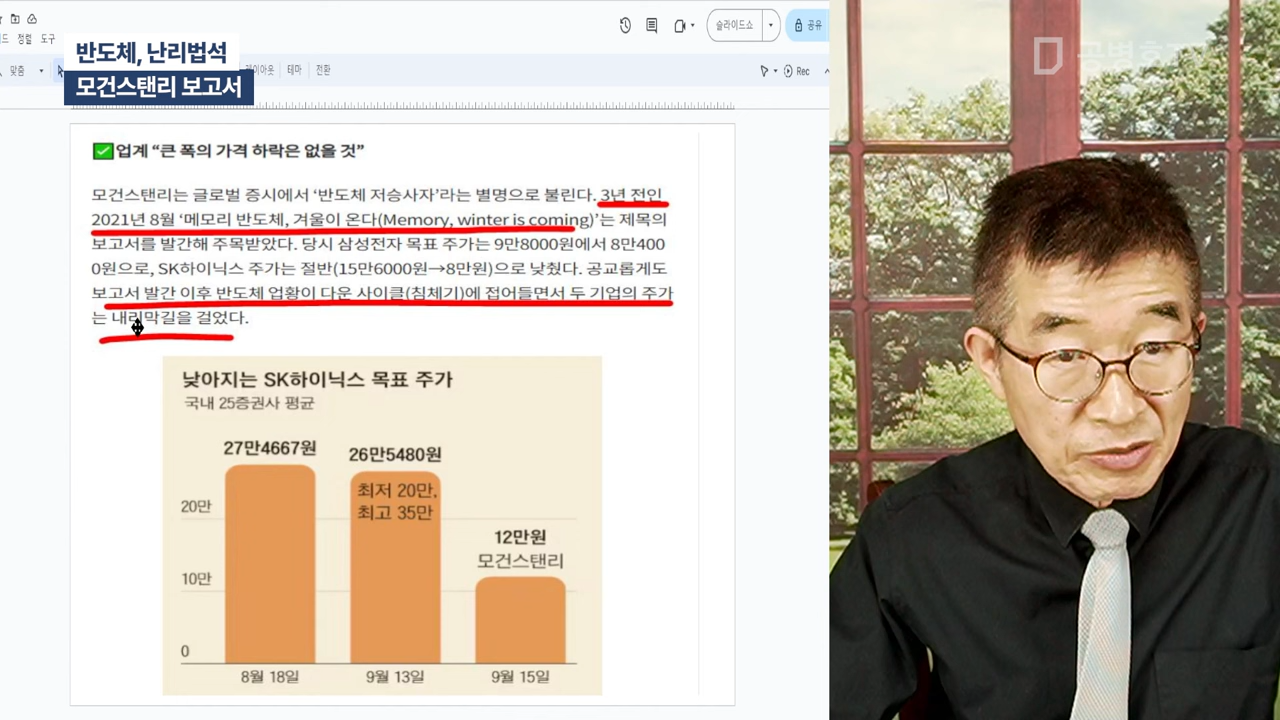 정렬 도구
슬라이드쇼
공유
반도체, 난리법석
모건스탠리 보고서
맞춤
테마
전환
Rec
✅업계 “큰 폭의 가격 하락은 없을 것”
모건스탠리는 글로벌 증시에서 ‘반도체 저승사자’라는 별명으로 불린다. 3년 전인
2021년 8월 ‘메모리 반도체, 겨울이 온다(Memory, winter is coming)’는 제목의
보고서를 발간해 주목받았다. 당시 삼성전자 목표 주가는 9만8000원에서 8만400
0원으로, SK하이닉스 주가는 절반(15만6000원→8만원)으로 낮췄다. 공교롭게도
보고서 발간 이후 반도체 업황이 다운 사이클(침체기)에 접어들면서 두 기업의 주가
는 내리막길을 걸었다.
낮아지는 SK하이닉스 목표 주가
국내 25증권사 평균
27만4667원
26만5480원
최저 20만,
최고 35만
12만원
모건스탠리
20만
10만
0
8월 18일
9월 13일
9월 15일